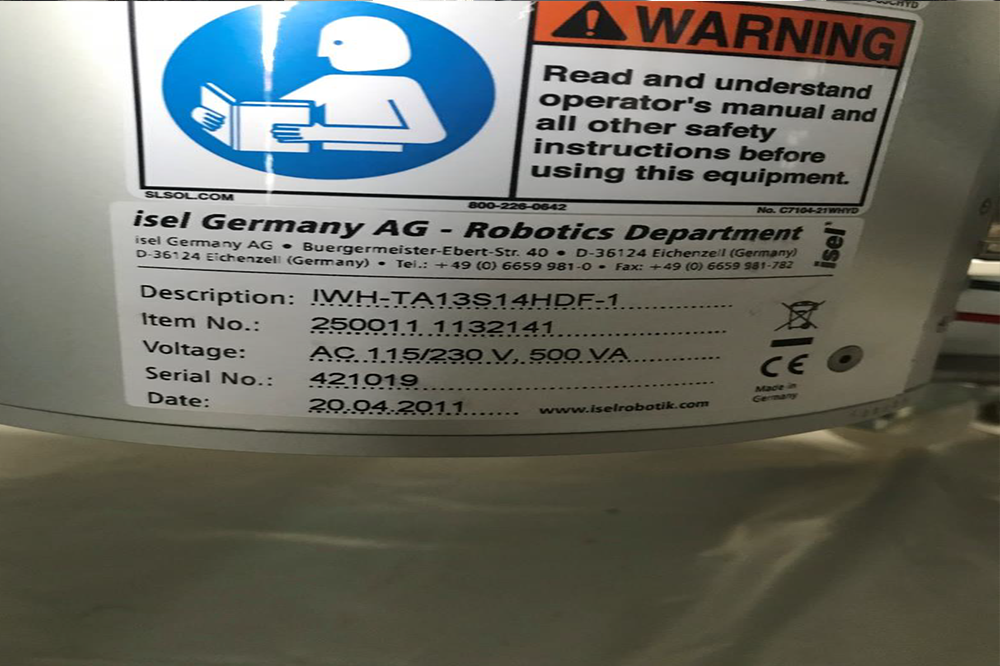 WARNING
Read and understand
operator's manual and
all other safety
instructions before
using this equipment.
SLSOL.COM
800-226-0642
No. C7104-21WHYD
isel Germany AG - Robotics Department
isel Germany AG • Buergermeister-Ebert-Str. 40 • D-36124 Eichenzell (Germany)
D-36124 Eichenzell (Germany) • Tel.: +49 (0) 6659 981-0 • Fax: +49 (0) 6659 981-782
isel
Description: IWH-TA13S14HDF-1
Item No.: 250011 1132141
Voltage: AC 115/230 V, 500 VA
Serial No.: 421019
Date: 20.04.2011
www.iselrobotik.com
CE
Made in
Germany